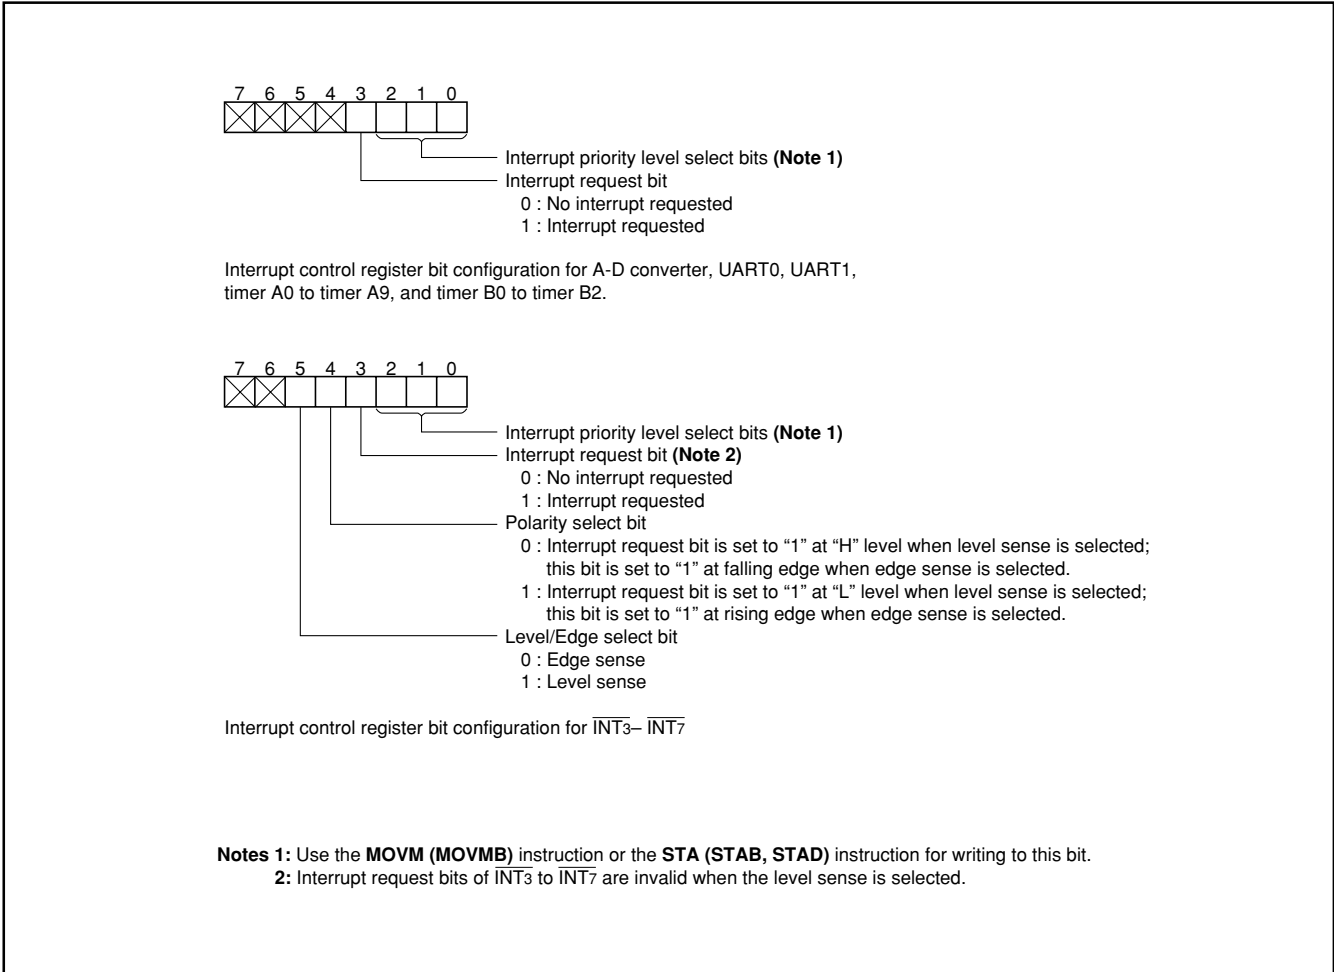 7 6 5 4 3 2 1 0
Interrupt priority level select bits (Note 1)
Interrupt request bit
0 : No interrupt requested
1 : Interrupt requested
Interrupt control register bit configuration for A-D converter, UART0, UART1,
timer A0 to timer A9, and timer B0 to timer B2.
7 6 5 4 3 2 1 0
Interrupt priority level select bits (Note 1)
Interrupt request bit (Note 2)
0 : No interrupt requested
1 : Interrupt requested
Polarity select bit
0 : Interrupt request bit is set to “1” at “H” level when level sense is selected;
this bit is set to “1” at falling edge when edge sense is selected.
1 : Interrupt request bit is set to “1” at “L” level when level sense is selected;
this bit is set to “1” at rising edge when edge sense is selected.
Level/Edge select bit
0 : Edge sense
1 : Level sense
Interrupt control register bit configuration for I̅N̅T̅3– I̅N̅T̅7
Notes 1: Use the MOVM (MOVMB) instruction or the STA (STAB, STAD) instruction for writing to this bit.
2: Interrupt request bits of I̅N̅T̅3 to I̅N̅T̅7 are invalid when the level sense is selected.